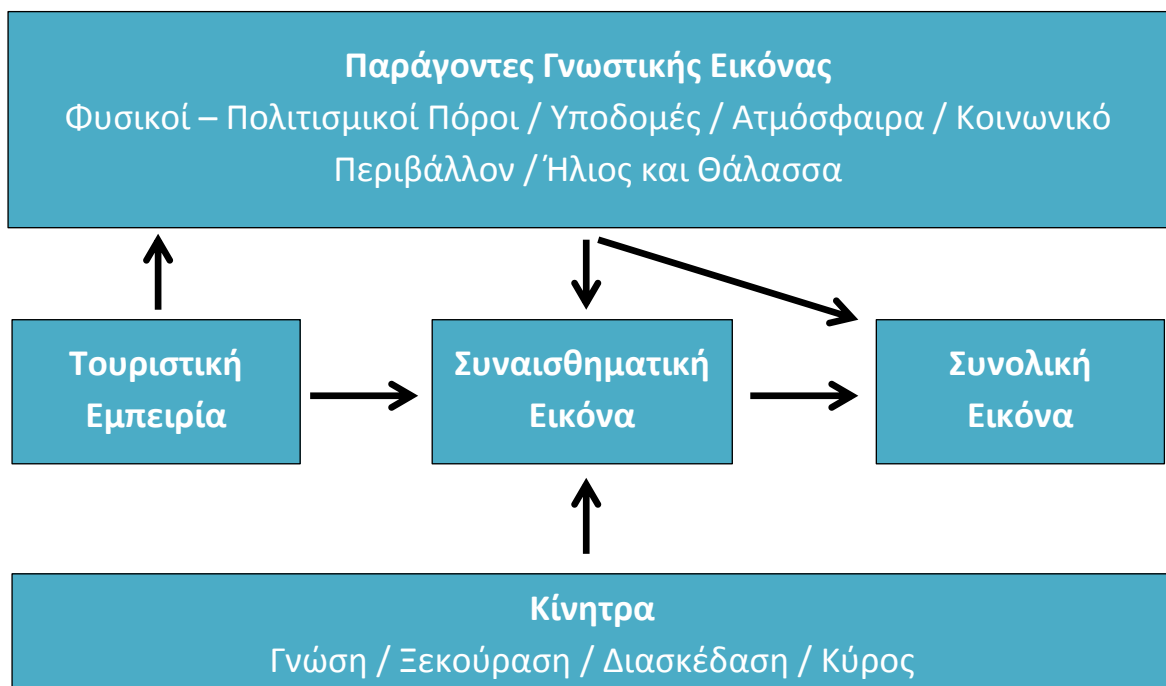 Παράγοντες Γνωστικής Εικόνας
Φυσικοί – Πολιτισμικοί Πόροι / Υποδομές / Ατμόσφαιρα / Κοινωνικό
Περιβάλλον / Ήλιος και Θάλασσα
Τουριστική
Εμπειρία
Συναισθηματική
Εικόνα
Συνολική
Εικόνα
Κίνητρα
Γνώση / Ξεκούραση / Διασκέδαση / Κύρος